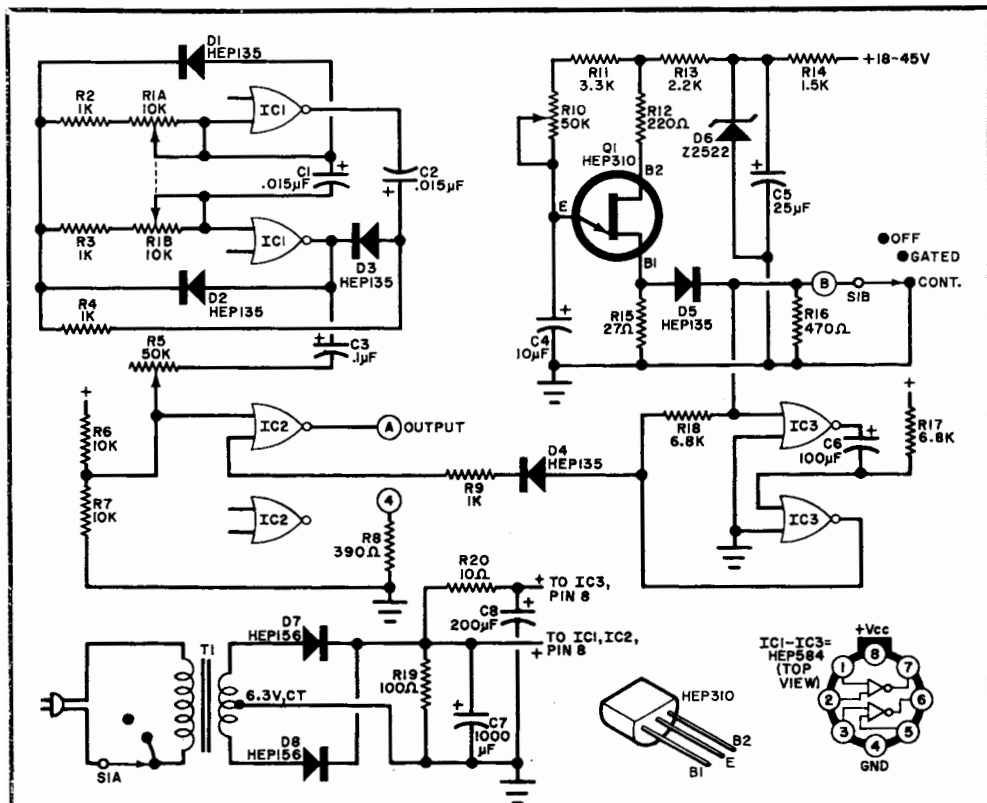 D1
HEP135
R2
1K
R1A
10K
IC1
C1
.015µF
+
C2
.015µF
+
R3
1K
R1B
10K
IC1
D3
HEP135
D2
HEP135
R4
1K
R5
50K
+
C3
.1µF
+
R6
10K
R7
10K
IC2
A
OUTPUT
IC2
4
R8
390Ω
R9
1K
D4
HEP135
R11
3.3K
R13
2.2K
R14
1.5K
+18-45V
R10
50K
R12
220Ω
D6
Z2522
Q1
HEP310
B2
E
B1
+
C5
25µF
OFF
GATED
CONT.
B
S1B
R15
27Ω
D5
HEP135
R16
470Ω
+
C4
10µF
R18
6.8K
IC3
+
C6
100µF
+
R17
6.8K
IC3
R20
10Ω
+ TO IC3,
PIN 8
C8
200µF
+
TO IC1,IC2,
+ PIN 8
D7
HEP156
T1
6.3V,CT
R19
100Ω
+
C7
1000
µF
D8
HEP156
S1A
HEP310
B2
E
B1
IC1-IC3=
HEP584
(TOP
VIEW)
+Vcc
8
1
7
2
6
3
5
4
GND